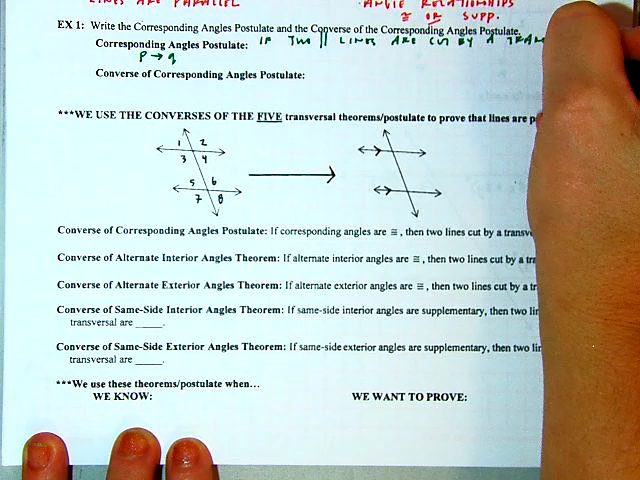 LINES ARE PARALLEL
ANGLE RELATIONSHIPS
≅ OR SUPP.
EX 1: Write the Corresponding Angles Postulate and the Converse of the Corresponding Angles Postulate.
Corresponding Angles Postulate: IF TWO || LINES ARE CUT BY A TRAN
P → q
Converse of Corresponding Angles Postulate:
***WE USE THE CONVERSES OF THE FIVE transversal theorems/postulate to prove that lines are p
1 2
3 4
5 6
7 8
Converse of Corresponding Angles Postulate: If corresponding angles are ≅, then two lines cut by a transv
Converse of Alternate Interior Angles Theorem: If alternate interior angles are ≅, then two lines cut by a tr
Converse of Alternate Exterior Angles Theorem: If alternate exterior angles are ≅, then two lines cut by a tr
Converse of Same-Side Interior Angles Theorem: If same-side interior angles are supplementary, then two lin
transversal are _____.
Converse of Same-Side Exterior Angles Theorem: If same-side exterior angles are supplementary, then two lin
transversal are _____.
***We use these theorems/postulate when...
WE KNOW: WE WANT TO PROVE: